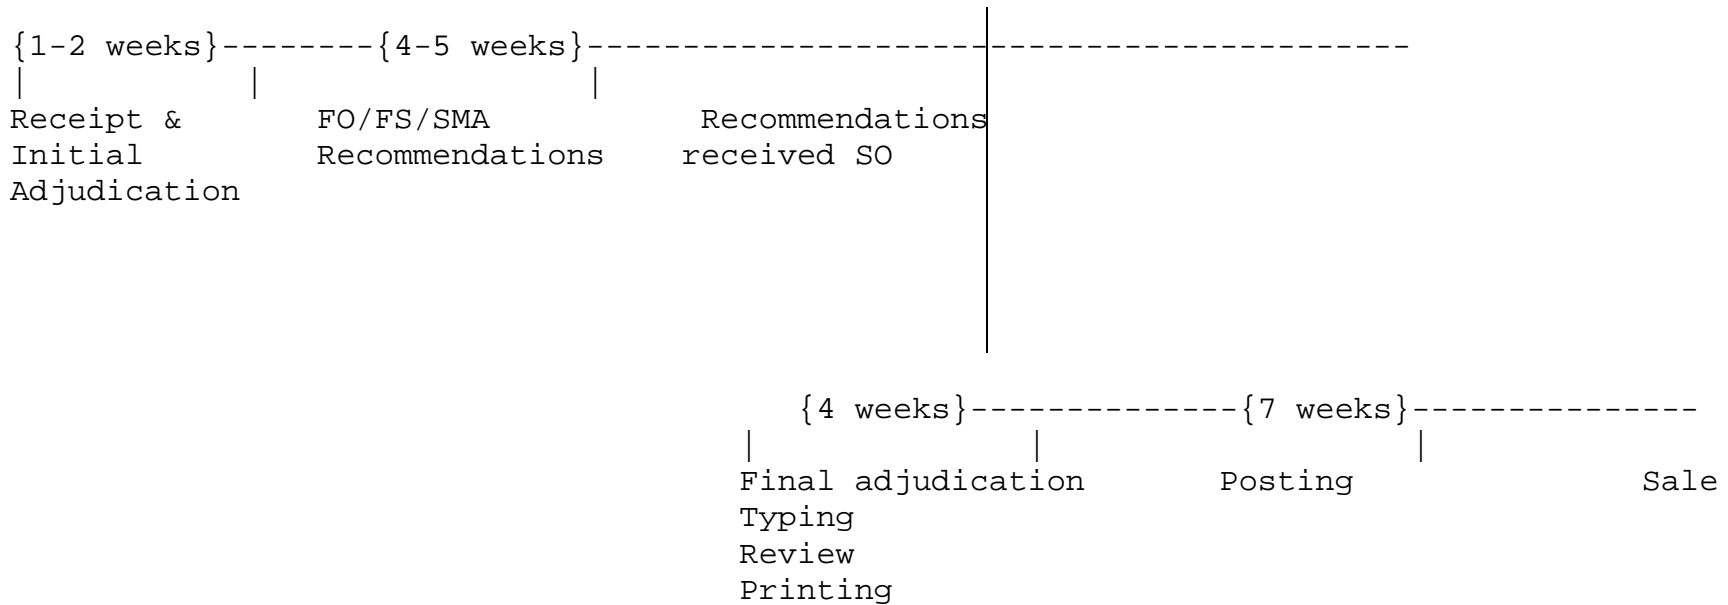 {1-2 weeks}--------{4-5 weeks}-------------------------------------------
| | |
Receipt & FO/FS/SMA Recommendations
Initial Recommendations received SO
Adjudication
{4 weeks}--------------{7 weeks}---------------
| | |
Final adjudication Posting Sale
Typing
Review
Printing